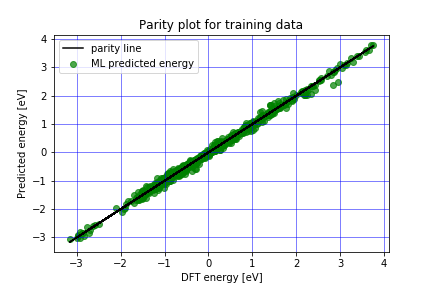 Parity plot for training data
parity line
ML predicted energy
Predicted energy [eV]
4
3
2
1
0
−1
−2
−3
−3 −2 −1 0 1 2 3 4
DFT energy [eV]